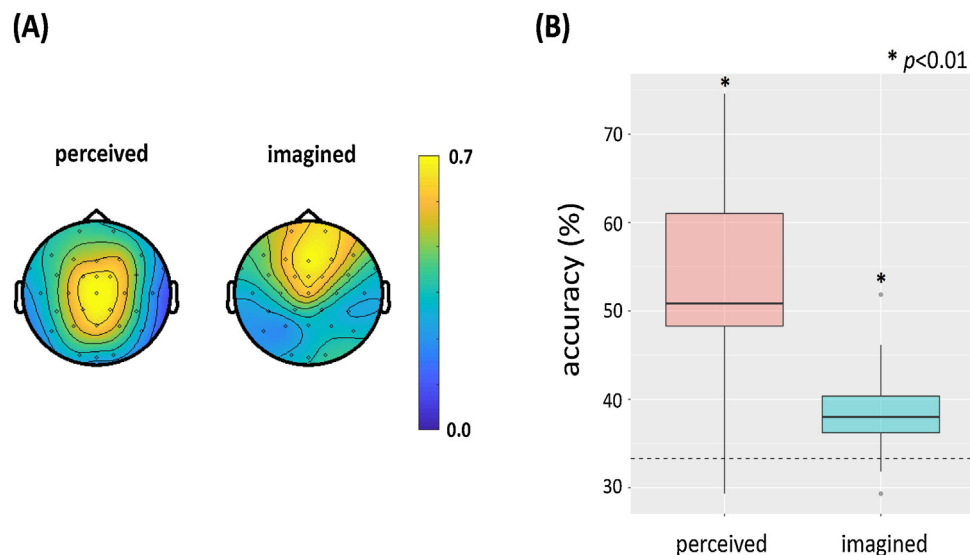 (A)
perceived
imagined
0.7
0.0
(B)
* p<0.01
*
*
accuracy (%)
70
60
50
40
30
perceived
imagined